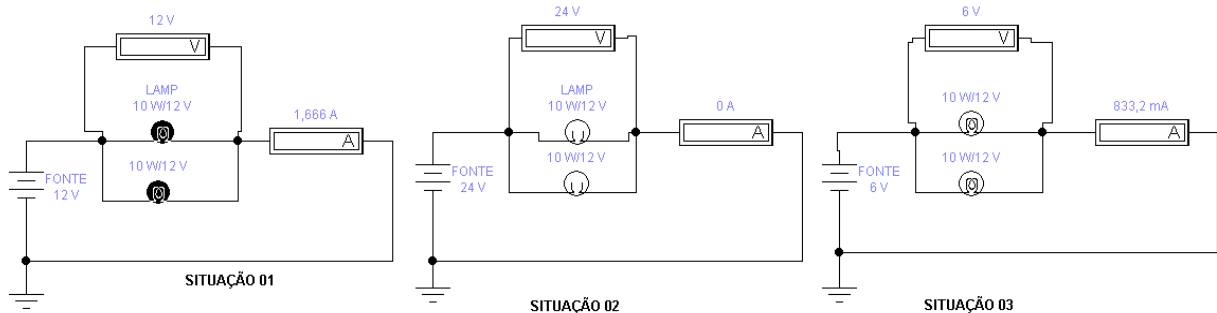 12 V
V
LAMP
10 W/12 V
1,666 A
A
10 W/12 V
FONTE
12 V
SITUAÇÃO 01
24 V
V
LAMP
10 W/12 V
0 A
A
10 W/12 V
FONTE
24 V
SITUAÇÃO 02
6 V
V
10 W/12 V
833,2 mA
A
10 W/12 V
FONTE
6 V
SITUAÇÃO 03